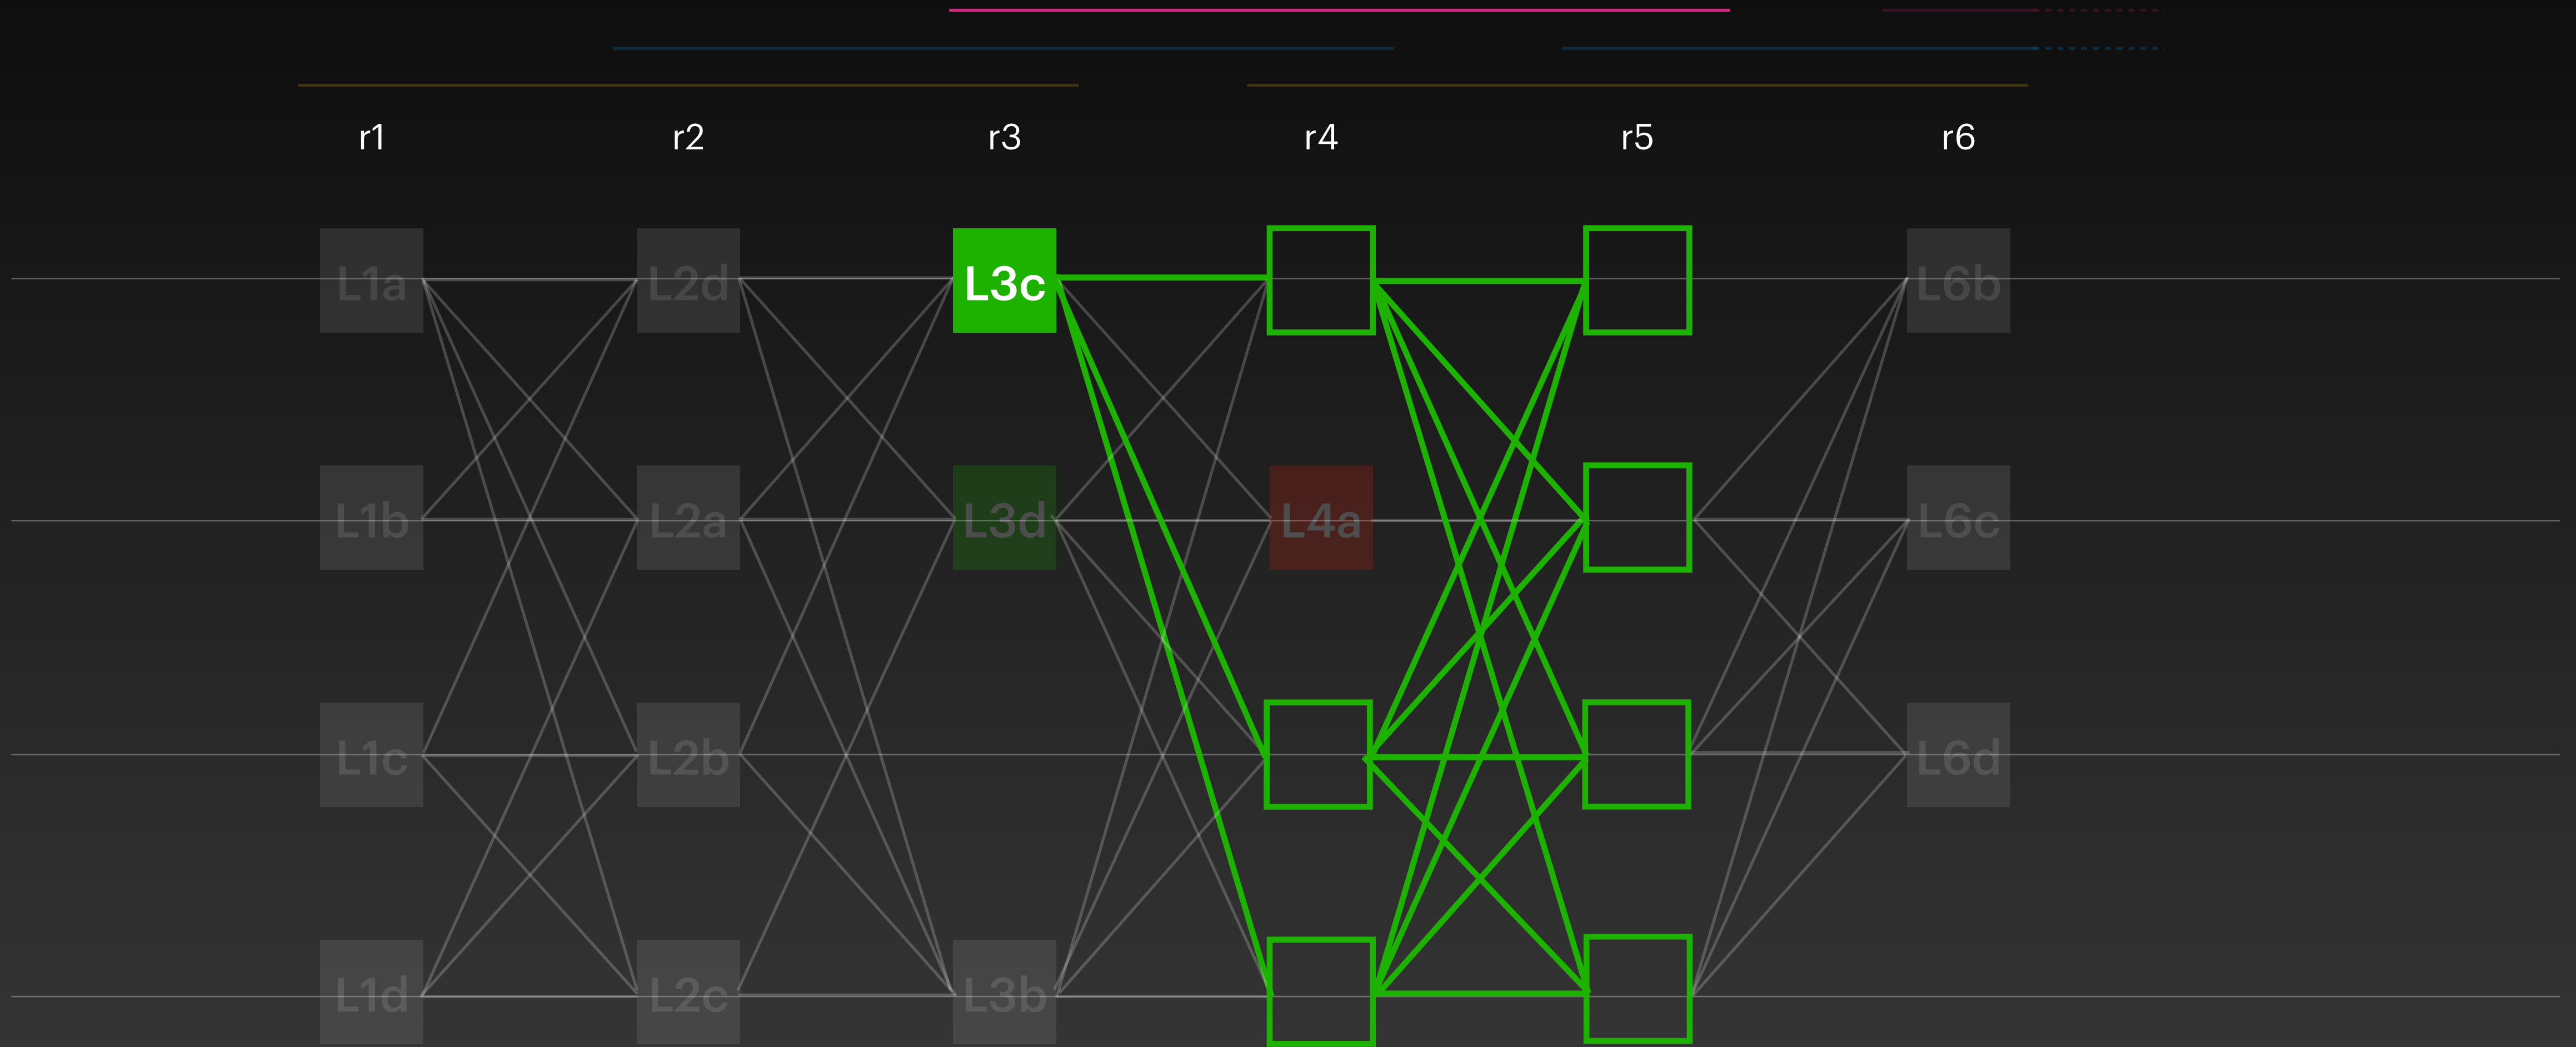 r1 r2 r3 r4 r5 r6
L1a L2d L3c L6b
L1b L2a L3d L4a L6c
L1c L2b L6d
L1d L2c L3b